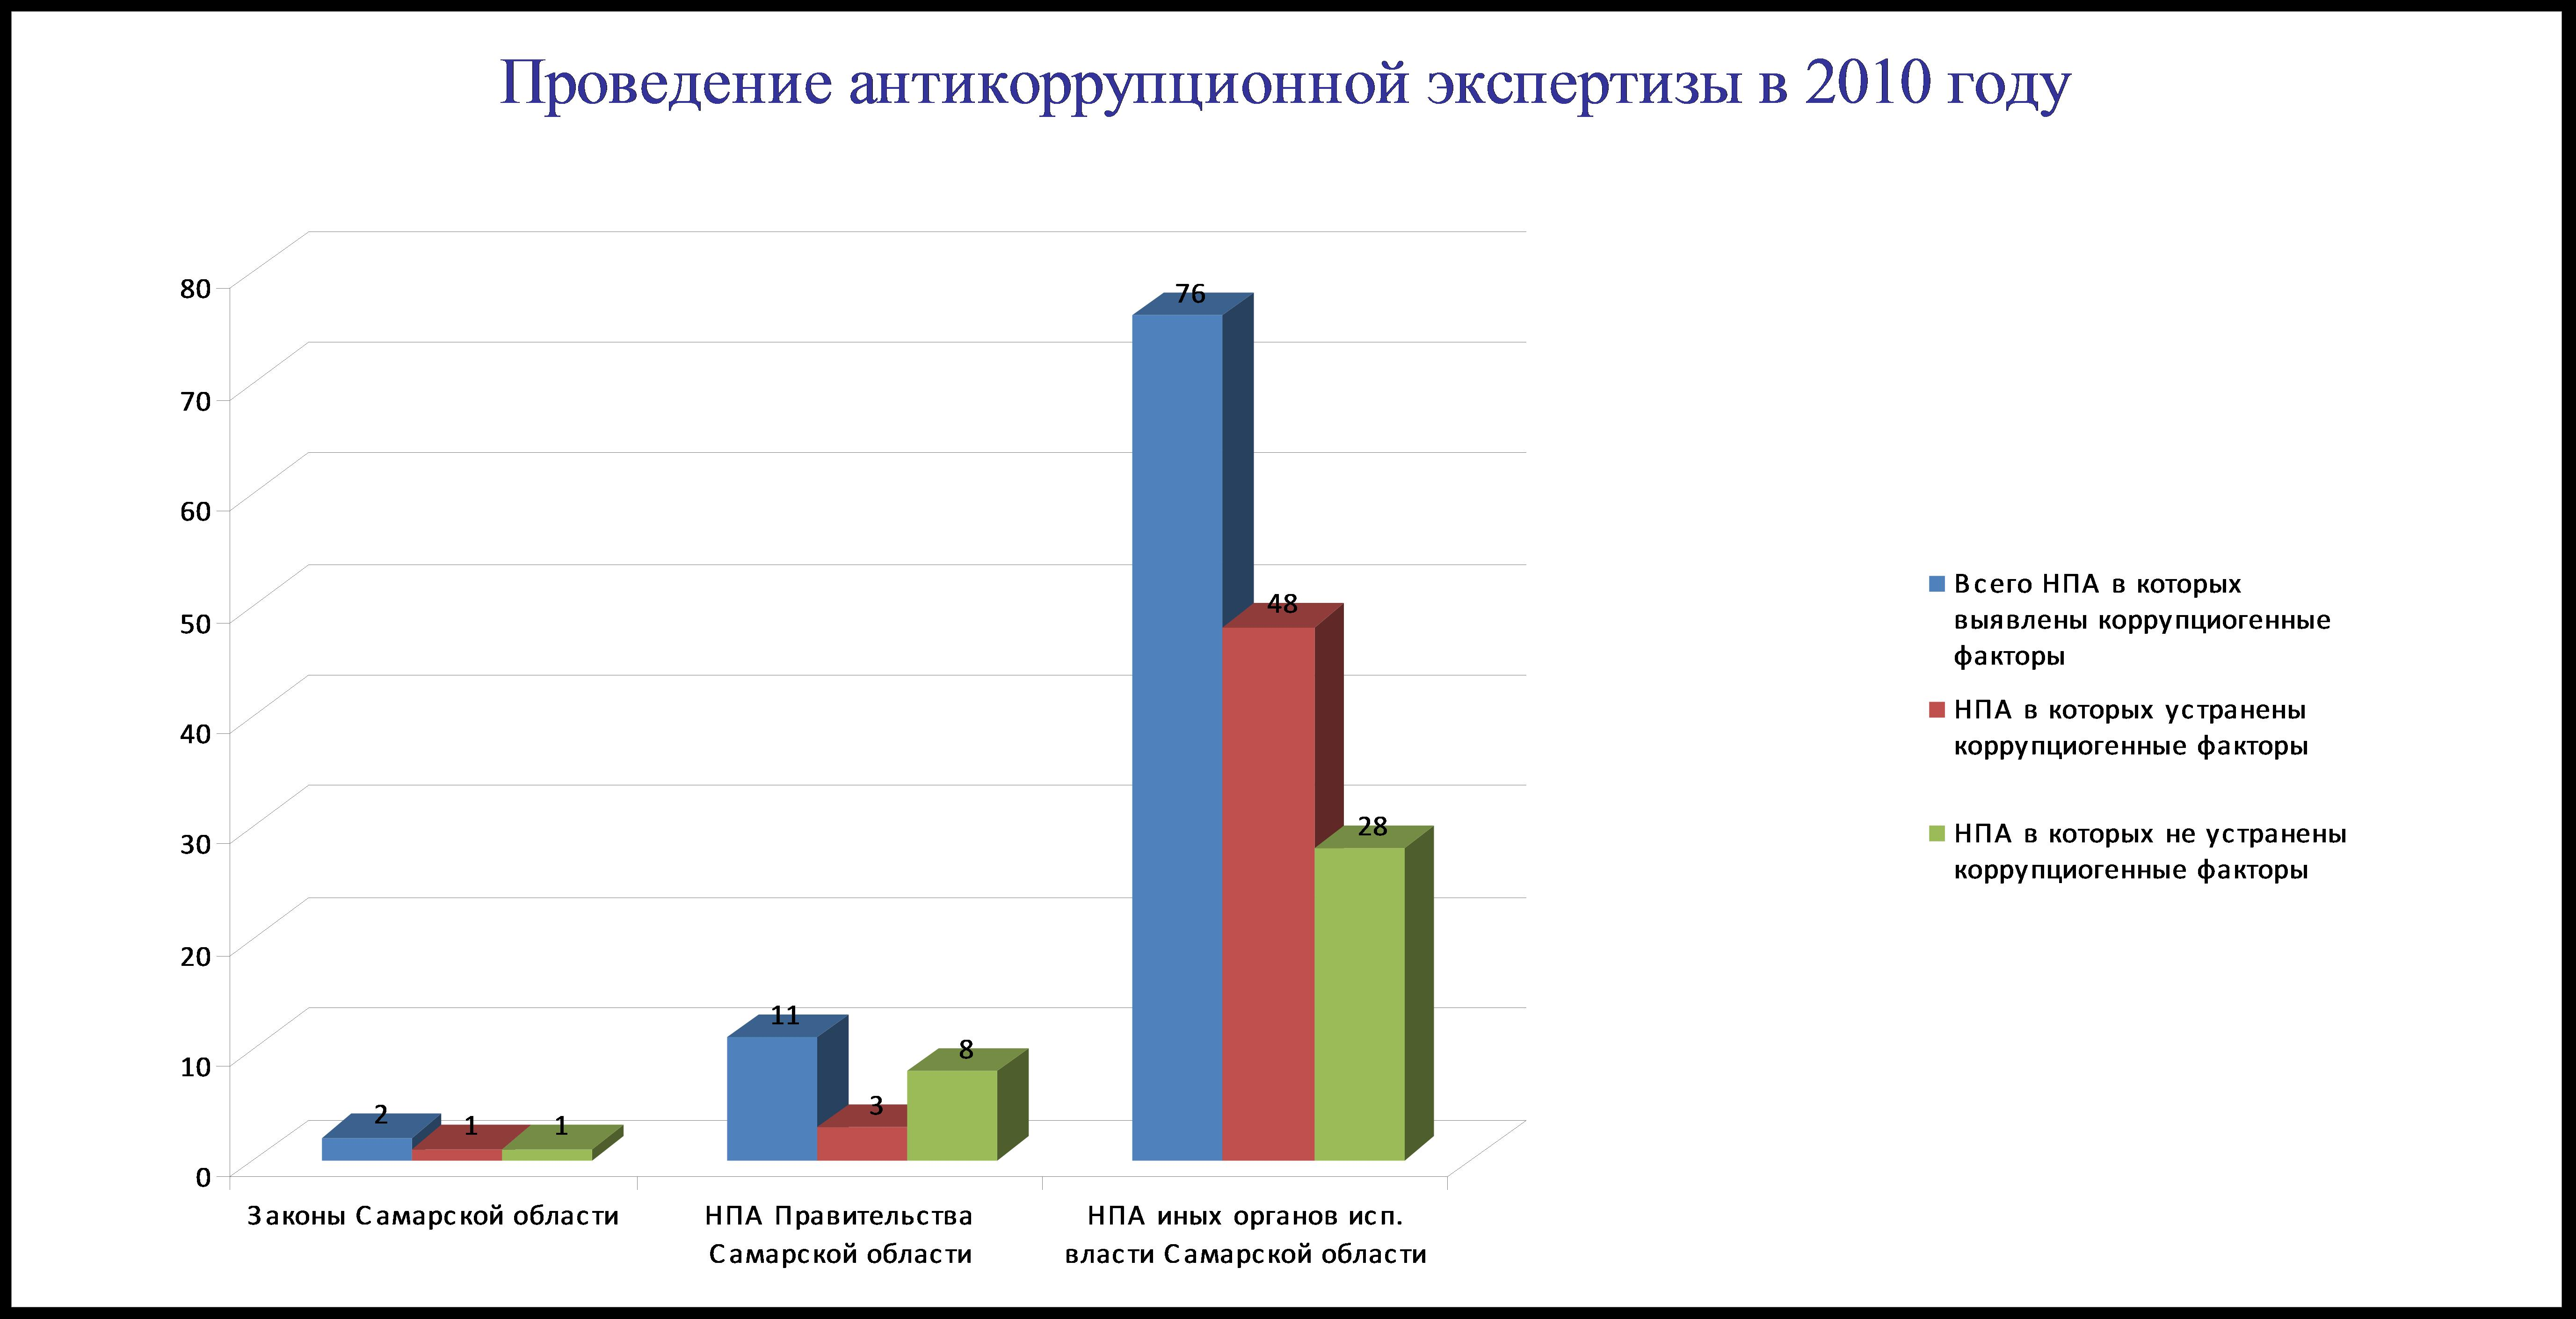 Проведение антикоррупционной экспертизы в 2010 году
80
70
60
50
40
30
20
10
0
2
1
1
11
3
8
76
48
28
Законы Самарской области
НПА Правительства
Самарской области
НПА иных органов исп.
власти Самарской области
Всего НПА в которых
выявлены коррупциогенные
факторы
НПА в которых устранены
коррупциогенные факторы
НПА в которых не устранены
коррупциогенные факторы